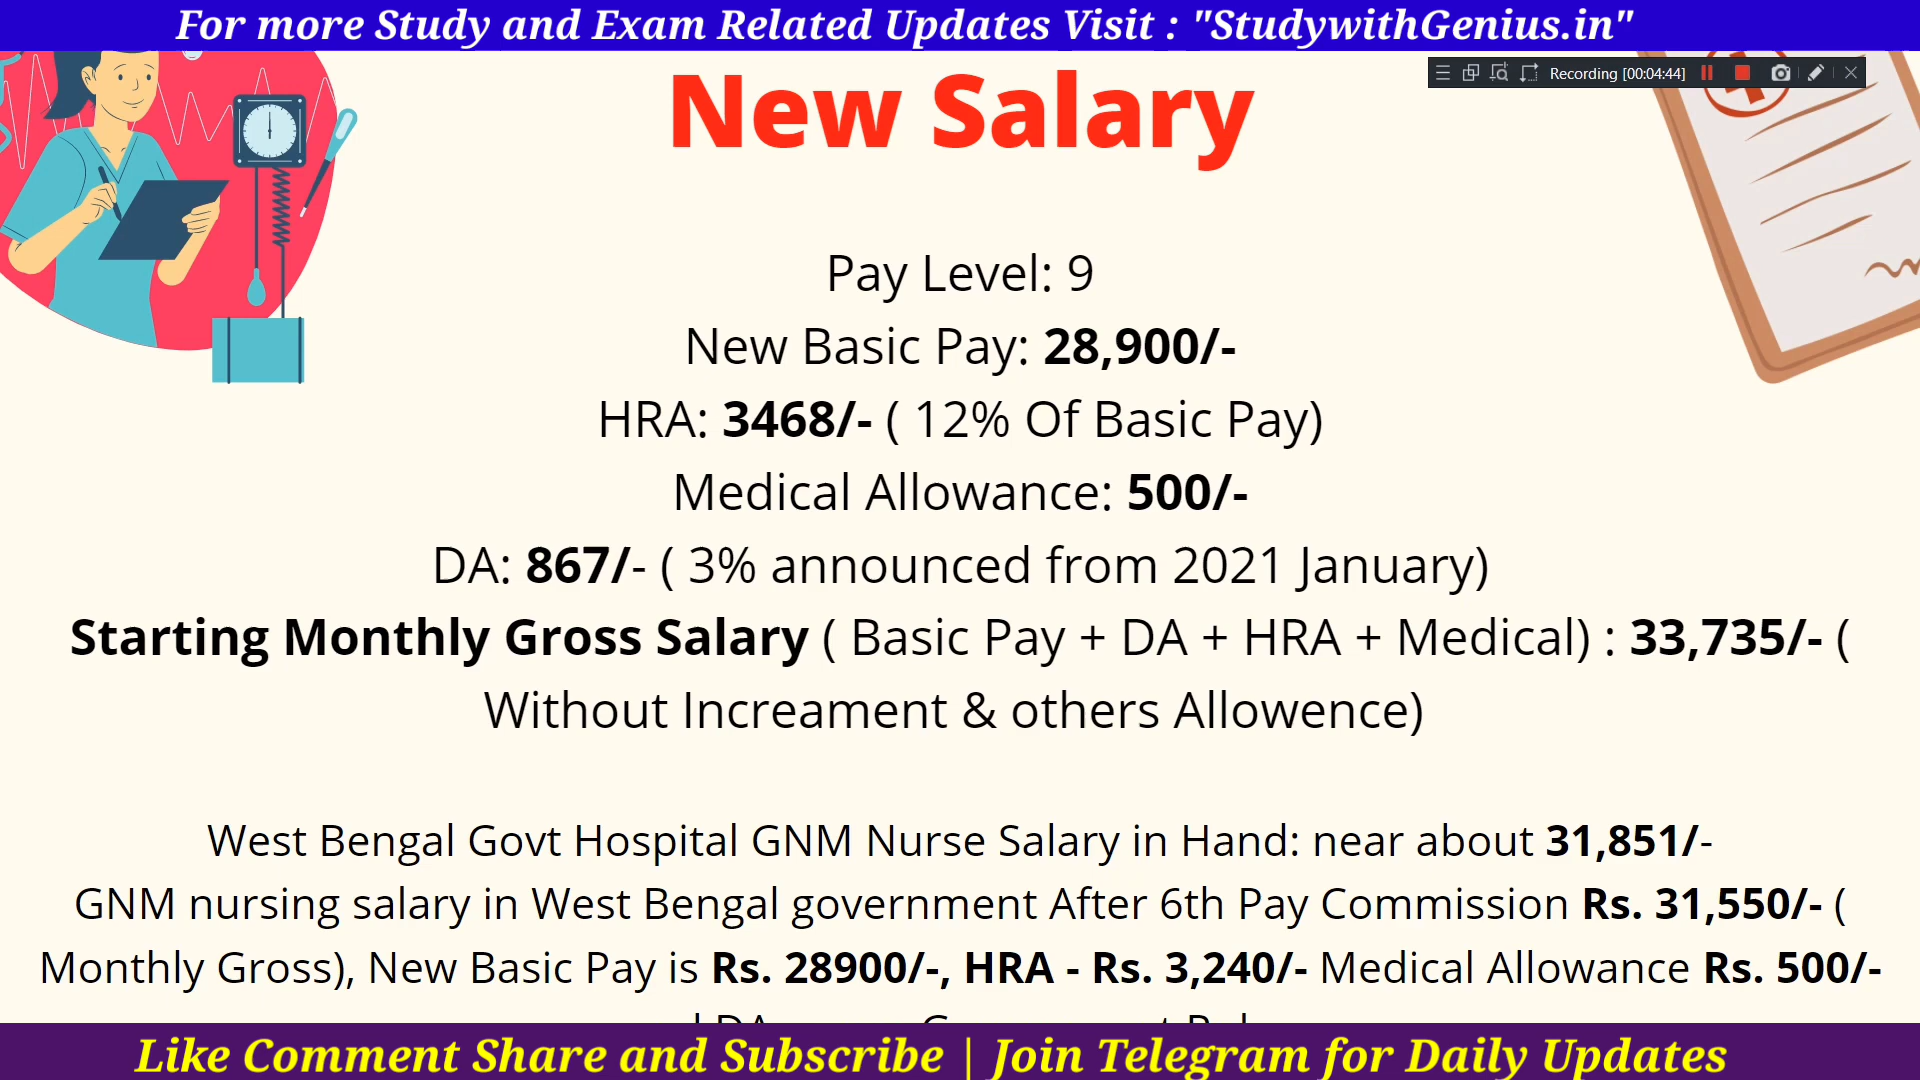 For more Study and Exam Related Updates Visit : "StudywithGenius.in"
Recording [00:04:44]
New Salary
Pay Level: 9
New Basic Pay: 28,900/-
HRA: 3468/- ( 12% Of Basic Pay)
Medical Allowance: 500/-
DA: 867/- ( 3% announced from 2021 January)
Starting Monthly Gross Salary ( Basic Pay + DA + HRA + Medical) : 33,735/- (
Without Increament & others Allowence)
West Bengal Govt Hospital GNM Nurse Salary in Hand: near about 31,851/-
GNM nursing salary in West Bengal government After 6th Pay Commission Rs. 31,550/- (
Monthly Gross), New Basic Pay is Rs. 28900/-, HRA - Rs. 3,240/- Medical Allowance Rs. 500/-
Like Comment Share and Subscribe | Join Telegram for Daily Updates